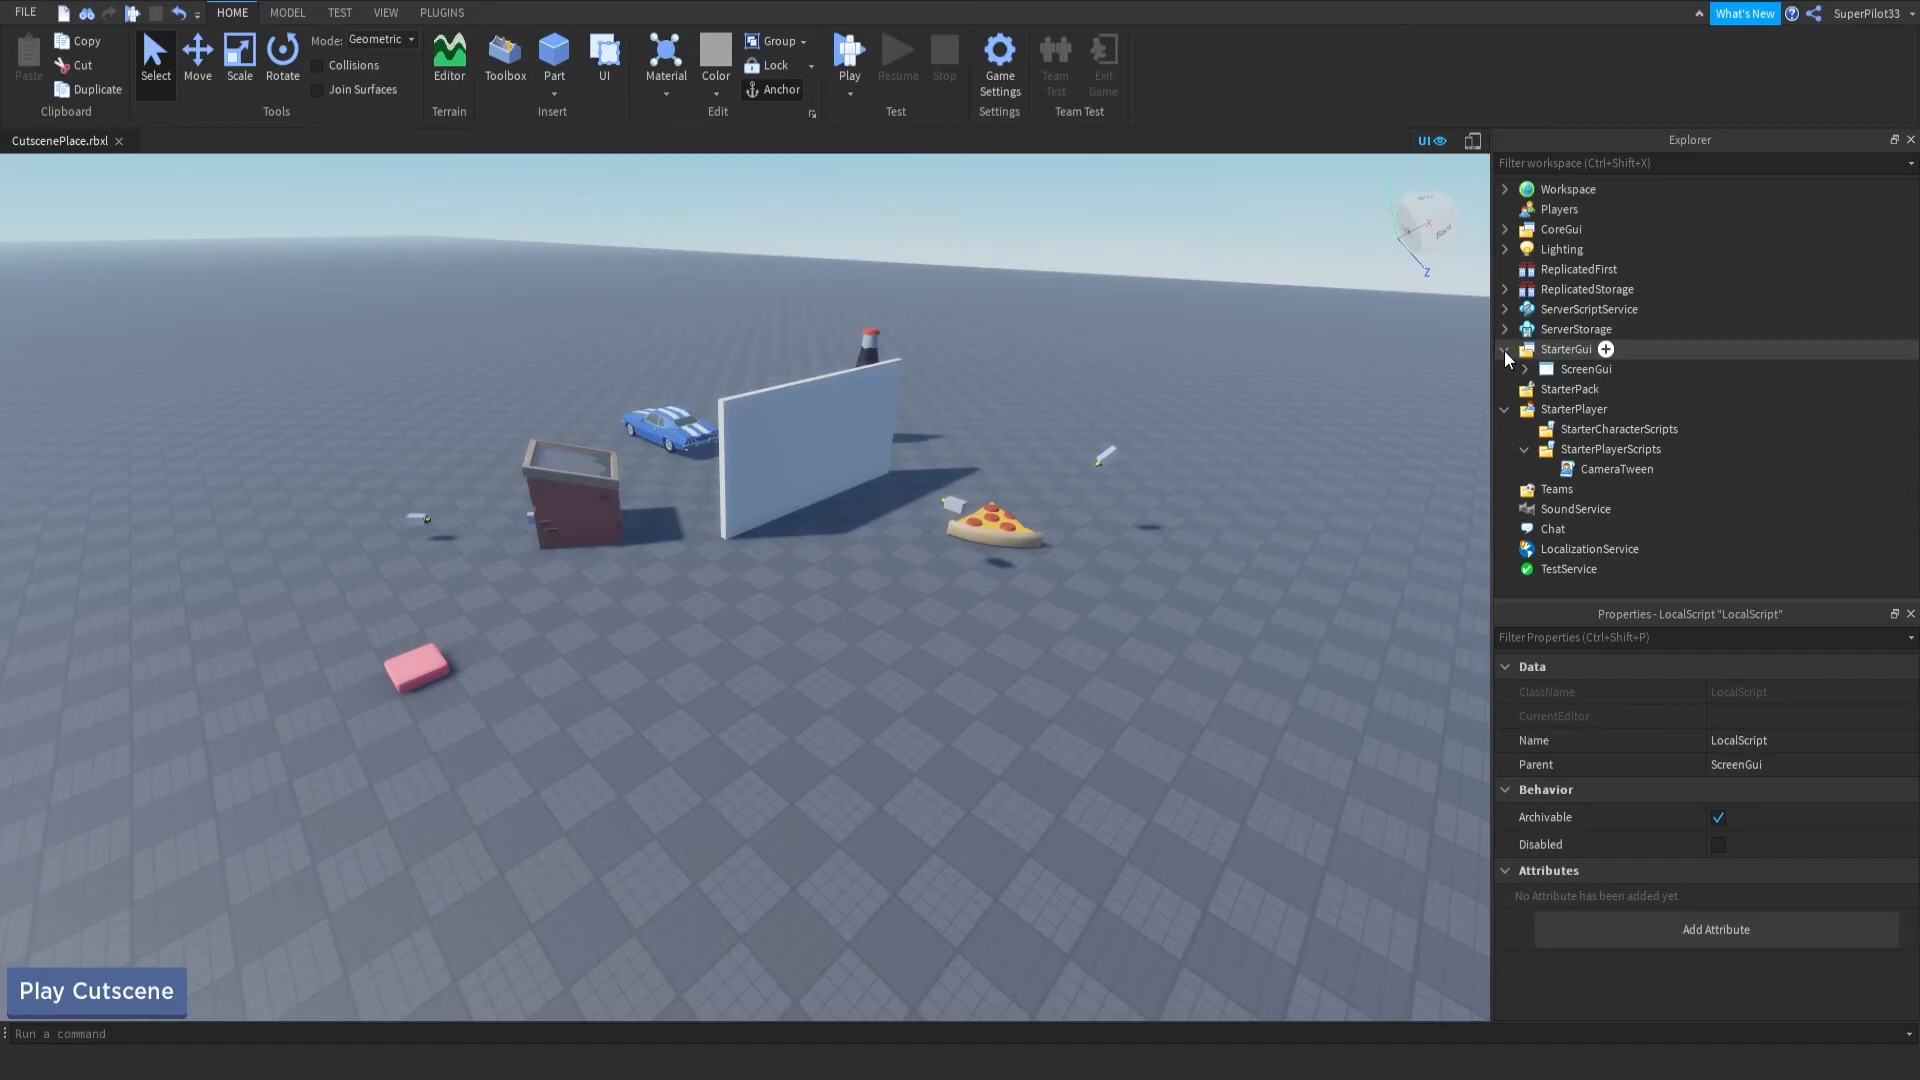 FILE HOME MODEL TEST VIEW PLUGINS What's New SuperPilot33
Paste Copy Cut Duplicate Clipboard
Select Move Scale Rotate Mode: Geometric Collisions Join Surfaces Tools
Editor Terrain
Toolbox Part UI Insert
Material Color Group Lock Anchor Edit
Play Resume Stop Test
Game Settings Settings
Team Test Exit Game Team Test
CutscenePlace.rbxl UI
Explorer
Filter workspace (Ctrl+Shift+X)
Workspace
Players
CoreGui
Lighting
ReplicatedFirst
ReplicatedStorage
ServerScriptService
ServerStorage
StarterGui
ScreenGui
StarterPack
StarterPlayer
StarterCharacterScripts
StarterPlayerScripts
CameraTween
Teams
SoundService
Chat
LocalizationService
TestService
X
Back
Z
Properties - LocalScript "LocalScript"
Filter Properties (Ctrl+Shift+P)
Data
ClassName LocalScript
CurrentEditor
Name LocalScript
Parent ScreenGui
Behavior
Archivable
Disabled
Attributes
No Attribute has been added yet
Add Attribute
Play Cutscene
Run a command